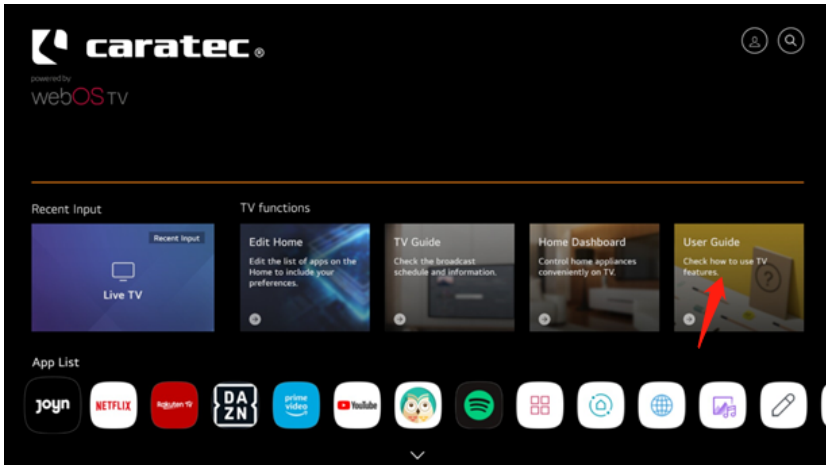 caratec ®
powered by
webOS TV
Recent Input
TV functions
Recent Input
Live TV
Edit Home
Edit the list of apps on the
Home to include your
preferences.
TV Guide
Check the broadcast
schedule and information.
Home Dashboard
Control home appliances
conveniently on TV.
User Guide
Check how to use TV
features.
?
App List
joyn
NETFLIX
Rakuten TV
DA
ZN
prime
video
YouTube